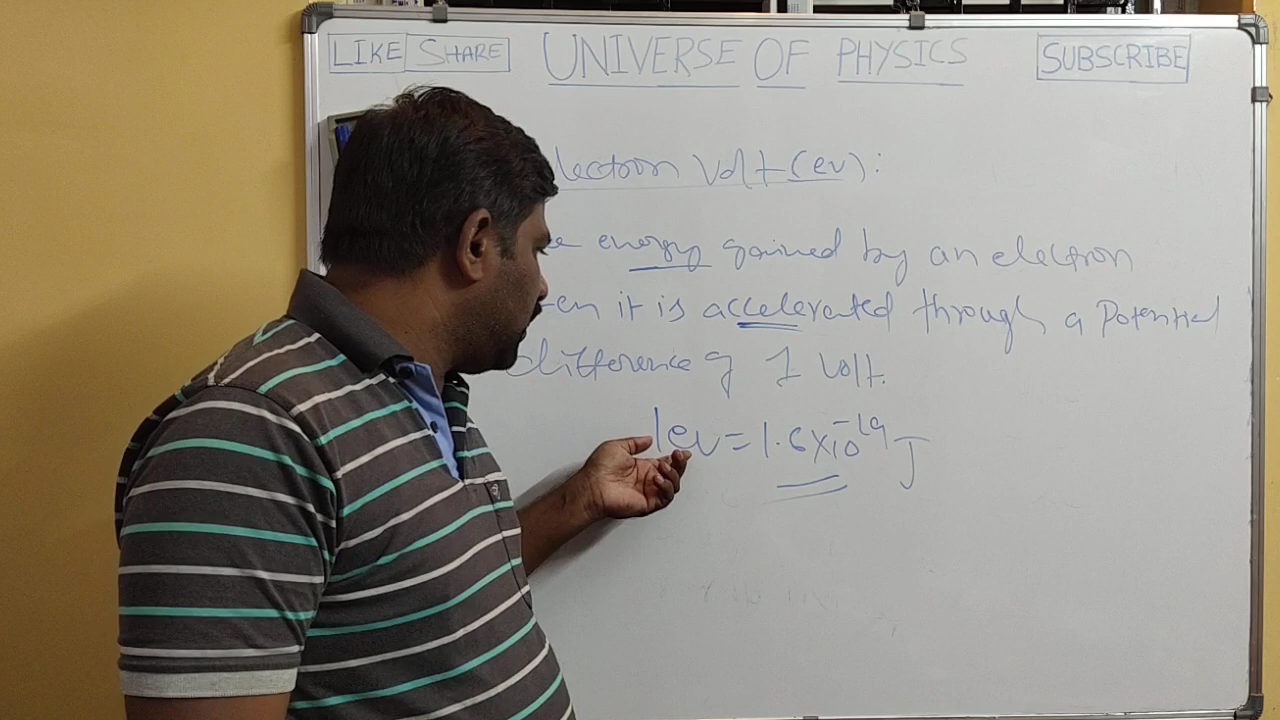 LIKE SHARE UNIVERSE OF PHYSICS SUBSCRIBE
lectron Volt (ev):
e energy gained by an electron
en it is accelerated through a Potential
difference of 1 Volt.
1ev = 1.6×10⁻¹⁹ J